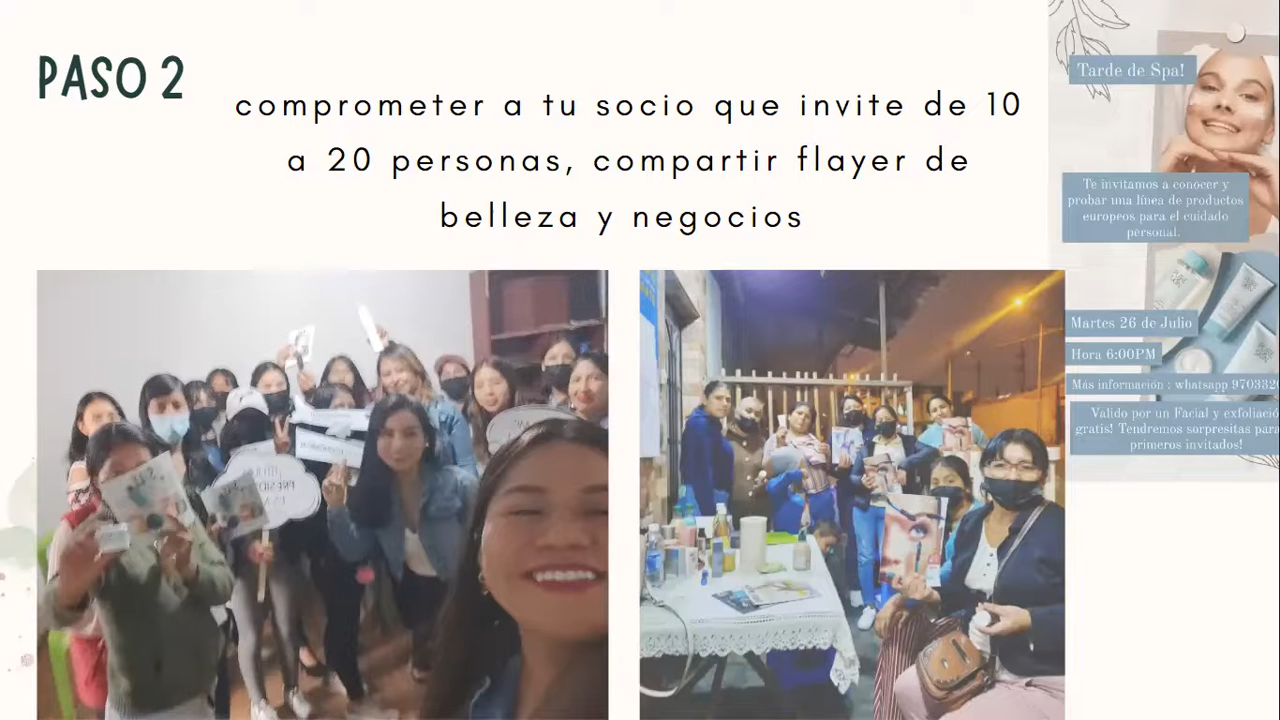 PASO 2
comprometer a tu socio que invite de 10
a 20 personas, compartir flayer de
belleza y negocios
Tarde de Spa!
Te invitamos a conocer y
probar una línea de productos
europeos para el cuidado
personal.
Martes 26 de Julio
Hora 6:00PM
Más información : whatsapp 970332
Valido por un Facial y exfoliació
gratis! Tendremos sorpresitas para
primeros invitados!